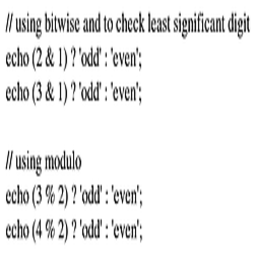 // using bitwise and to check least significant digit
echo (2 & 1) ? 'odd' : 'even';
echo (3 & 1) ? 'odd' : 'even';

// using modulo
echo (3 % 2) ? 'odd' : 'even';
echo (4 % 2) ? 'odd' : 'even';